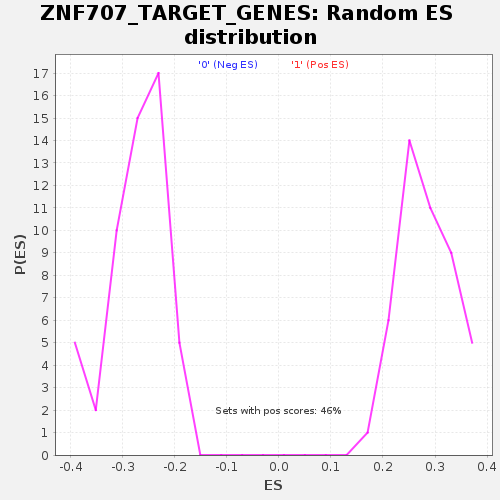 ZNF707_TARGET_GENES: Random ES
distribution
'0' (Neg ES) '1' (Pos ES)
17
16
15
14
13
12
11
10
9
8
7
6
5
4
3
2
1
0
P(ES)
Sets with pos scores: 46%
-0.4 -0.3 -0.2 -0.1 0.0 0.1 0.2 0.3 0.4
ES